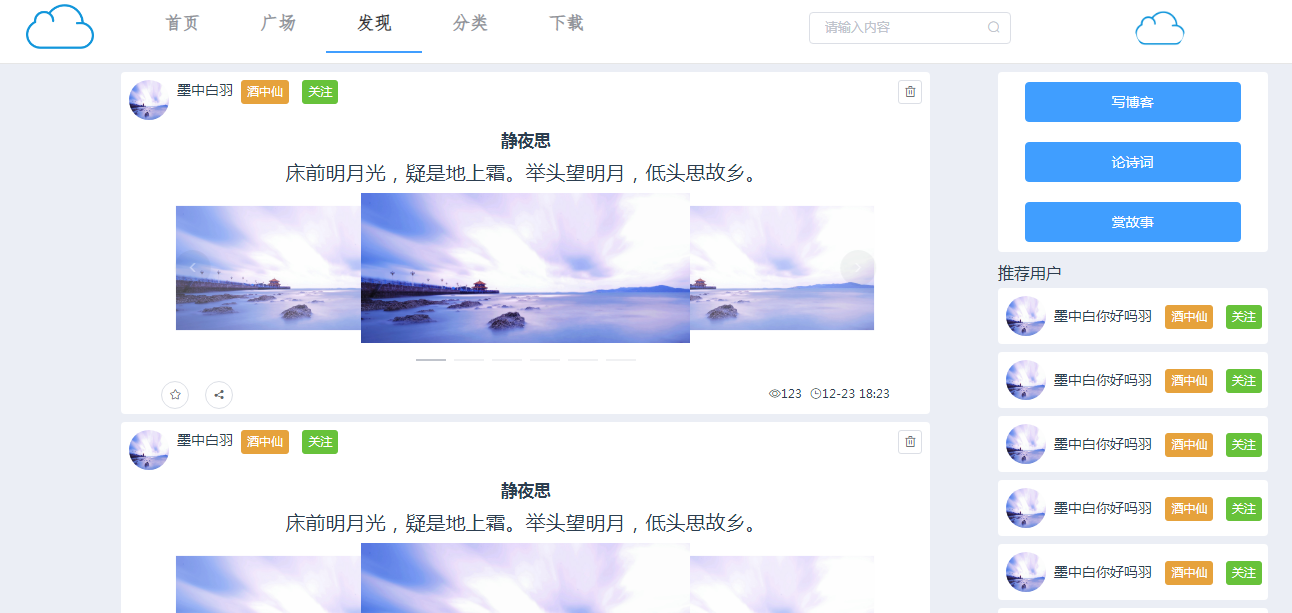 首页 广场 发现 分类 下载 请输入内容
墨中白羽 酒中仙 关注
静夜思
床前明月光，疑是地上霜。举头望明月，低头思故乡。
123 12-23 18:23
墨中白羽 酒中仙 关注
静夜思
床前明月光，疑是地上霜。举头望明月，低头思故乡。
写博客
论诗词
赏故事
推荐用户
墨中白你好吗羽 酒中仙 关注
墨中白你好吗羽 酒中仙 关注
墨中白你好吗羽 酒中仙 关注
墨中白你好吗羽 酒中仙 关注
墨中白你好吗羽 酒中仙 关注